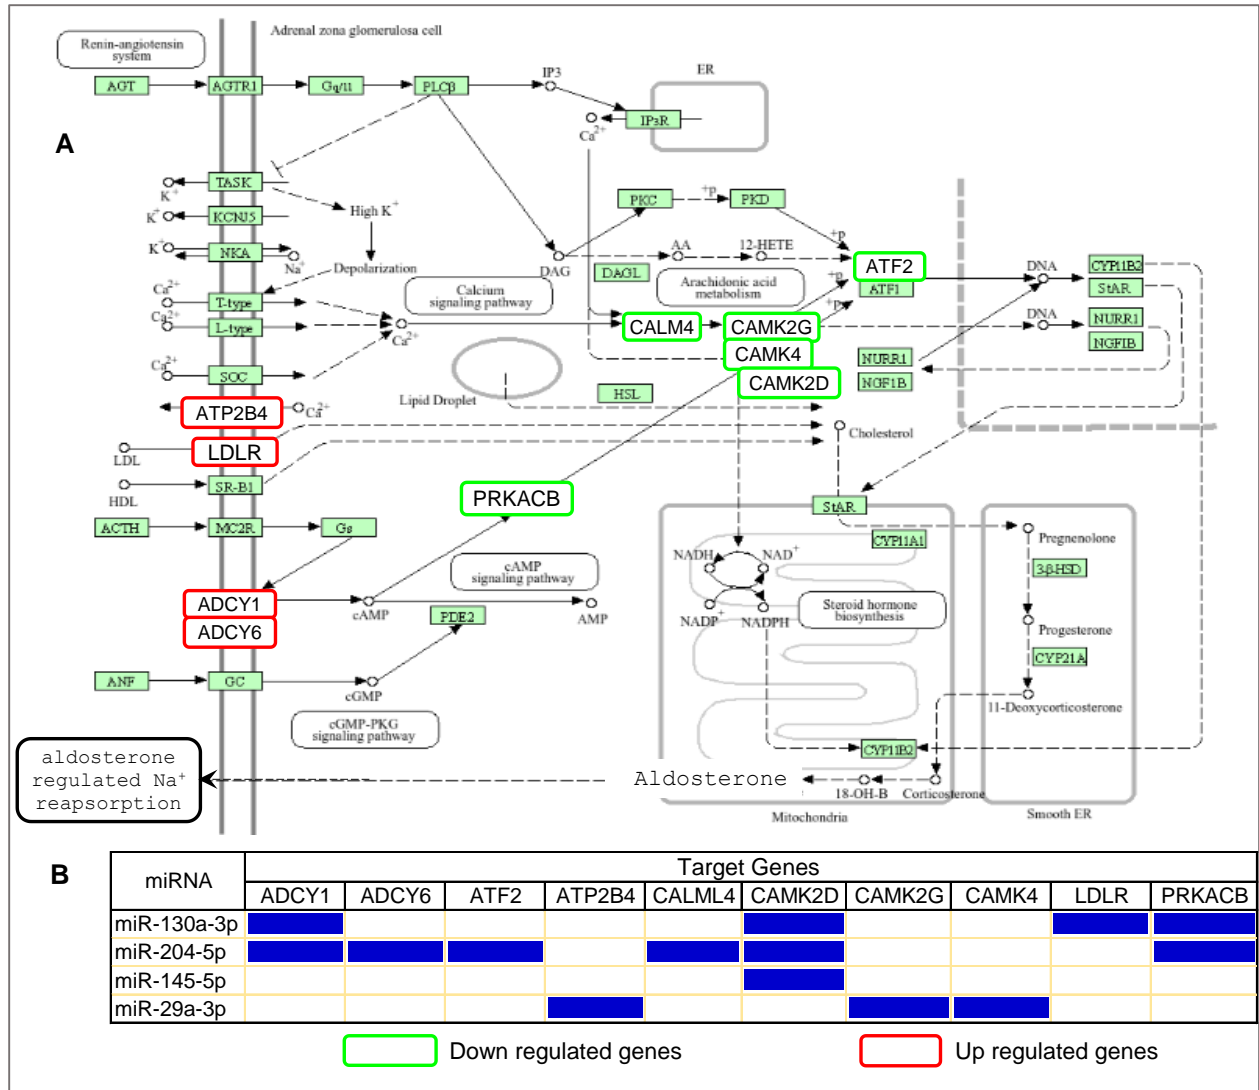 Adrenal zona glomerulosa cell
Renin-angiotensin
system
AGT
AGTR1
Gq/11
PLCβ
IP3
ER
IP3R
Ca2+
A
TASK
K+
High K+
KCNJ5
K+
NKA
K+
Na+
Depolarization
PKC
+p
PKD
+p
DAG
DAGL
AA
12-HETE
Arachidonic acid
metabolism
ATF2
ATF1
+p
+p
DNA
CYP11B2
StAR
DNA
NURR1
NGFIB
Ca2+
T-type
Ca2+
L-type
Ca2+
Calcium
signaling pathway
Ca2+
SOC
CALM4
CAMK2G
CAMK4
CAMK2D
NURR1
NGF1B
Lipid Droplet
HSL
ATP2B4
Ca2+
LDLR
LDL
Cholesterol
HDL
SR-B1
PRKACB
ACTH
MC2R
Gs
StAR
CYP11A1
Pregnenolone
3β-HSD
Progesterone
CYP21A
11-Deoxycorticosterone
NADH
NAD+
NADP+
NADPH
Steroid hormone
biosynthesis
cAMP
signaling pathway
ADCY1
ADCY6
cAMP
AMP
PDE2
ANF
GC
cGMP
cGMP-PKG
signaling pathway
CYP11B2
aldosterone
regulated Na+
reapsorption
Aldosterone
18-OH-B
Corticosterone
Mitochondria
Smooth ER
B
miRNA
Target Genes
ADCY1 ADCY6 ATF2 ATP2B4 CALML4 CAMK2D CAMK2G CAMK4 LDLR PRKACB
miR-130a-3p
miR-204-5p
miR-145-5p
miR-29a-3p
Down regulated genes
Up regulated genes